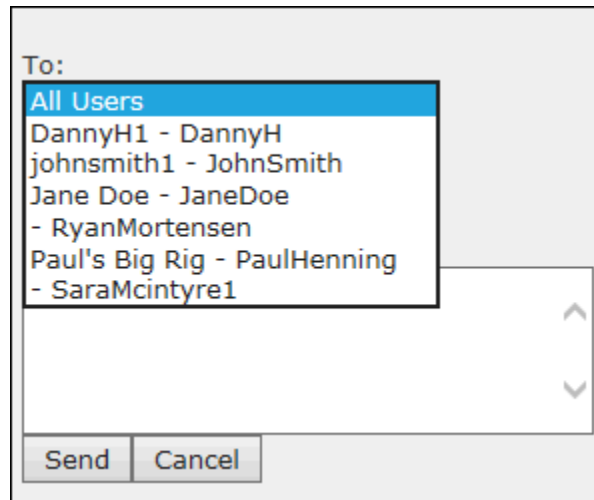 To:
All Users
DannyH1 - DannyH
johnsmith1 - JohnSmith
Jane Doe - JaneDoe
- RyanMortensen
Paul's Big Rig - PaulHenning
- SaraMcintyre1
Send Cancel